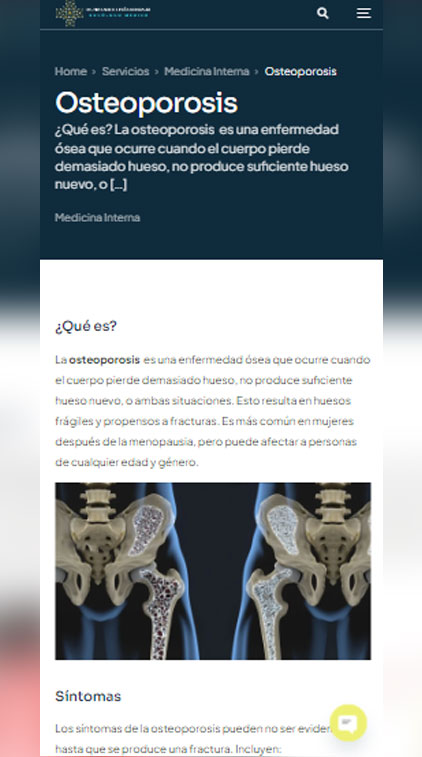 Home › Servicios › Medicina Interna › Osteoporosis
Osteoporosis
¿Qué es? La osteoporosis es una enfermedad
ósea que ocurre cuando el cuerpo pierde
demasiado hueso, no produce suficiente hueso
nuevo, o [...]
Medicina Interna
¿Qué es?
La osteoporosis es una enfermedad ósea que ocurre cuando
el cuerpo pierde demasiado hueso, no produce suficiente
hueso nuevo, o ambas situaciones. Esto resulta en huesos
frágiles y propensos a fracturas. Es más común en mujeres
después de la menopausia, pero puede afectar a personas
de cualquier edad y género.
Síntomas
Los síntomas de la osteoporosis pueden no ser eviden
hasta que se produce una fractura. Incluyen: